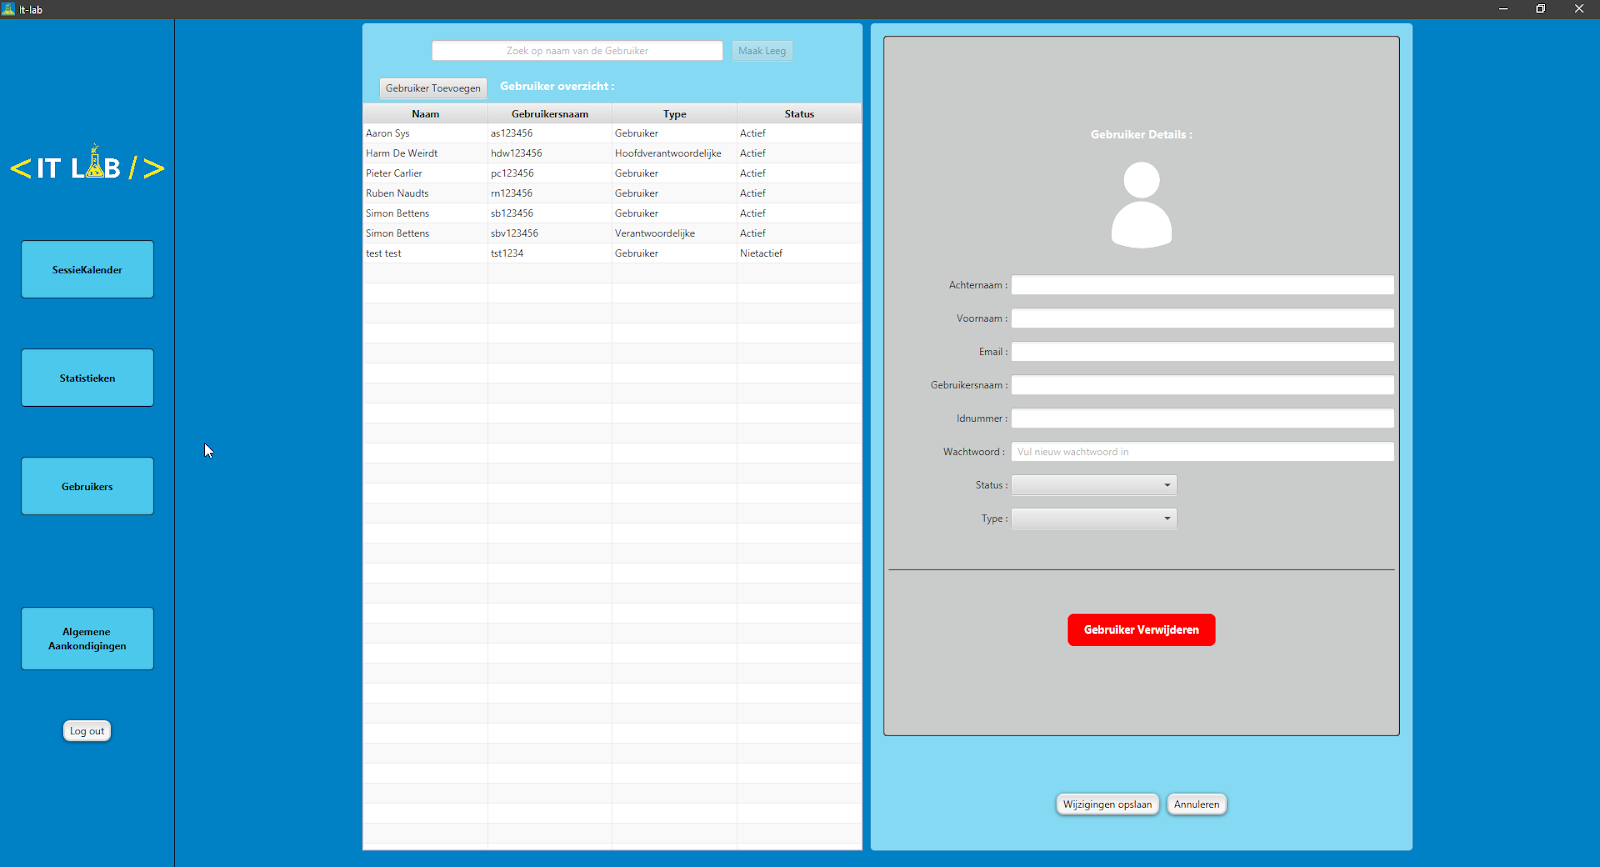 It-lab
<IT LAB/>
SessieKalender
Statistieken
Gebruikers
Algemene
Aankondigingen
Log out
Zoek op naam van de Gebruiker
Maak Leeg
Gebruiker Toevoegen
Gebruiker overzicht :
Naam Gebruikersnaam Type Status
Aaron Sys as123456 Gebruiker Actief
Harm De Weirdt hdw123456 Hoofdverantwoordelijke Actief
Pieter Carlier pc123456 Gebruiker Actief
Ruben Naudts rn123456 Gebruiker Actief
Simon Bettens sb123456 Gebruiker Actief
Simon Bettens sbv123456 Verantwoordelijke Actief
test test tst1234 Gebruiker Nietactief
Gebruiker Details :
Achternaam :
Voornaam :
Email :
Gebruikersnaam :
Idnummer :
Wachtwoord : Vul nieuw wachtwoord in
Status :
Type :
Gebruiker Verwijderen
Wijzigingen opslaan
Annuleren